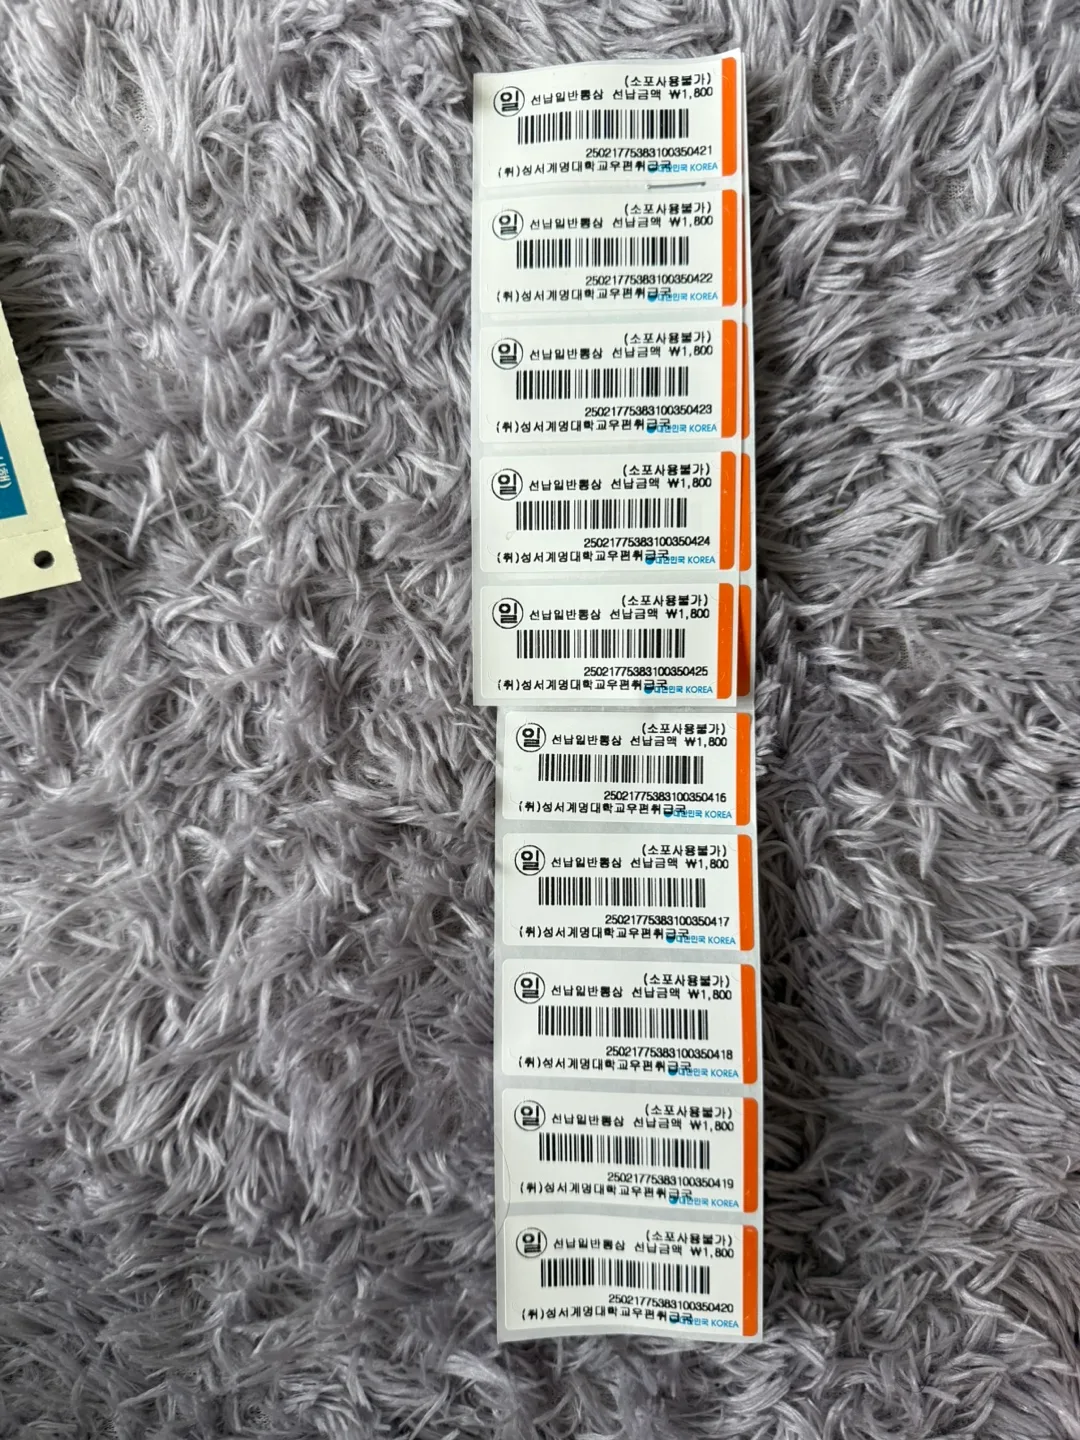 (소포사용불가)
일 선납일반통상 선납금액 ₩1,800
25021775383100350421
(취)성서계명대학교우편취급국 대한민국 KOREA
(소포사용불가)
일 선납일반통상 선납금액 ₩1,800
25021775383100350422
(취)성서계명대학교우편취급국 대한민국 KOREA
(소포사용불가)
일 선납일반통상 선납금액 ₩1,800
25021775383100350423
(취)성서계명대학교우편취급국 대한민국 KOREA
(소포사용불가)
일 선납일반통상 선납금액 ₩1,800
25021775383100350424
(취)성서계명대학교우편취급국 대한민국 KOREA
(소포사용불가)
일 선납일반통상 선납금액 ₩1,800
25021775383100350425
(취)성서계명대학교우편취급국 대한민국 KOREA
(소포사용불가)
일 선납일반통상 선납금액 ₩1,800
25021775383100350416
(취)성서계명대학교우편취급국 대한민국 KOREA
(소포사용불가)
일 선납일반통상 선납금액 ₩1,800
25021775383100350417
(취)성서계명대학교우편취급국 대한민국 KOREA
(소포사용불가)
일 선납일반통상 선납금액 ₩1,800
25021775383100350418
(취)성서계명대학교우편취급국 대한민국 KOREA
(소포사용불가)
일 선납일반통상 선납금액 ₩1,800
25021775383100350419
(취)성서계명대학교우편취급국 대한민국 KOREA
(소포사용불가)
일 선납일반통상 선납금액 ₩1,800
25021775383100350420
(취)성서계명대학교우편취급국 대한민국 KOREA